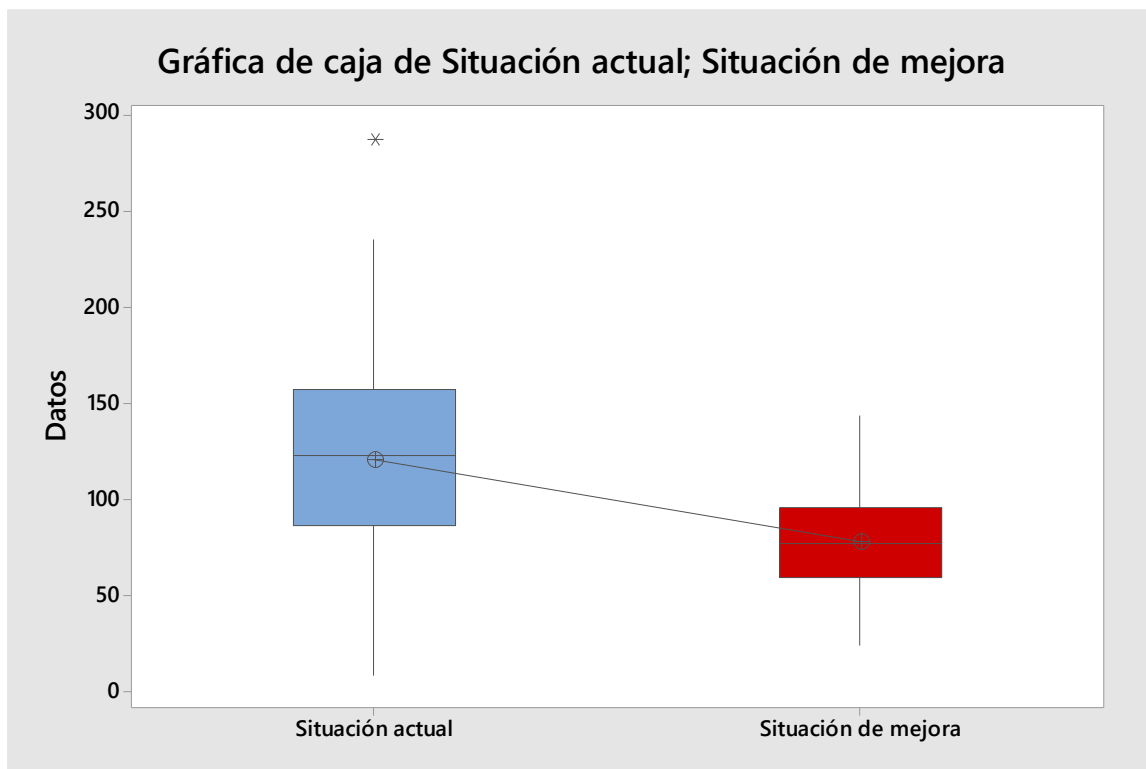 Gráfica de caja de Situación actual; Situación de mejora
300
250
200
150
100
50
0
Datos
Situación actual
Situación de mejora